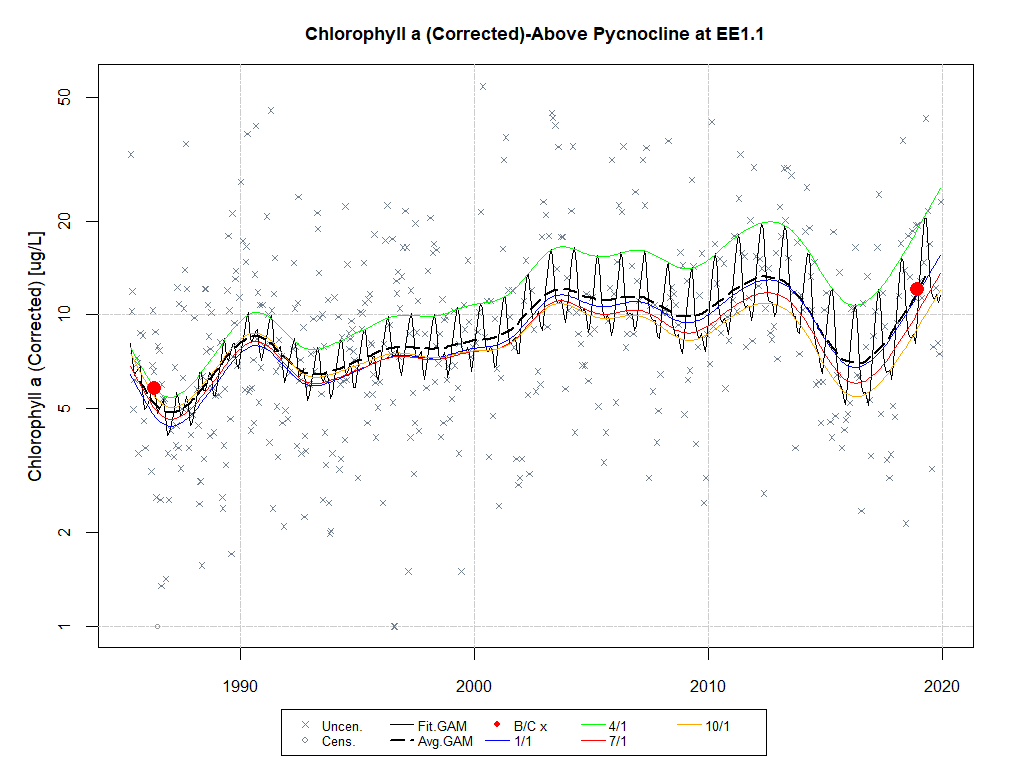 Chlorophyll a (Corrected)-Above Pycnocline at EE1.1
Chlorophyll a (Corrected) [ug/L]
50
20
10
5
2
1
1990 2000 2010 2020
Uncen. Fit.GAM B/C x 4/1 10/1
Cens. Avg.GAM 1/1 7/1